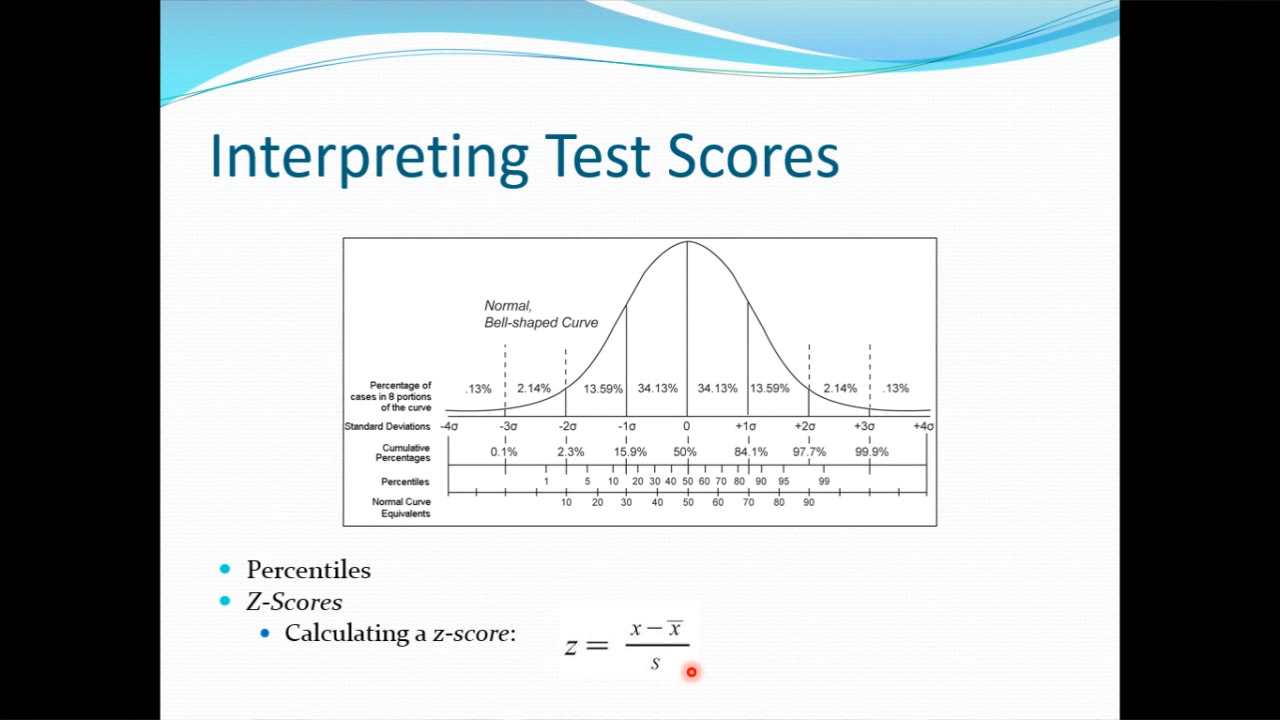 Interpreting Test Scores
Normal,
Bell-shaped Curve
Percentage of
cases in 8 portions
of the curve
.13% 2.14% 13.59% 34.13% 34.13% 13.59% 2.14% .13%
Standard Deviations -4σ -3σ -2σ -1σ 0 +1σ +2σ +3σ +4σ
Cumulative
Percentages
0.1% 2.3% 15.9% 50% 84.1% 97.7% 99.9%
Percentiles 1 5 10 20 30 40 50 60 70 80 90 95 99
Normal Curve
Equivalents
10 20 30 40 50 60 70 80 90
• Percentiles
• Z-Scores
• Calculating a z-score:
z = (x − x̅) / s